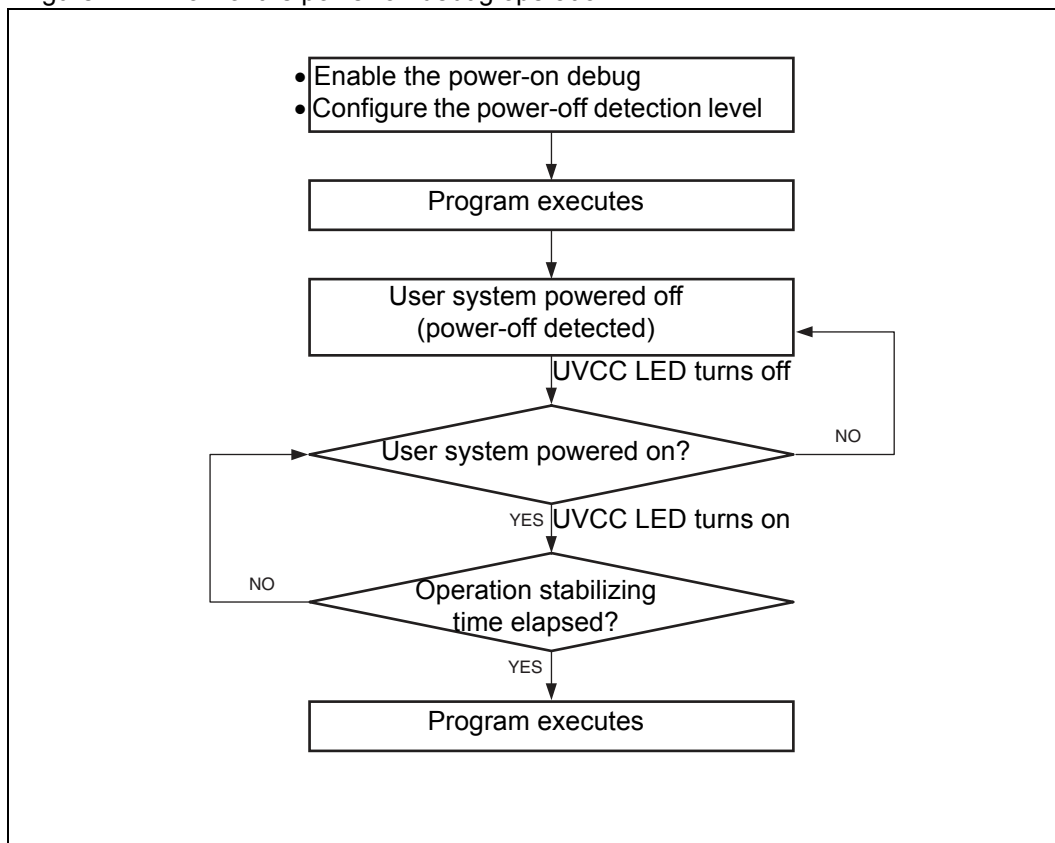 • Enable the power-on debug
• Configure the power-off detection level
Program executes
User system powered off
(power-off detected)
UVCC LED turns off
User system powered on?
NO
YES
UVCC LED turns on
Operation stabilizing
time elapsed?
NO
YES
Program executes